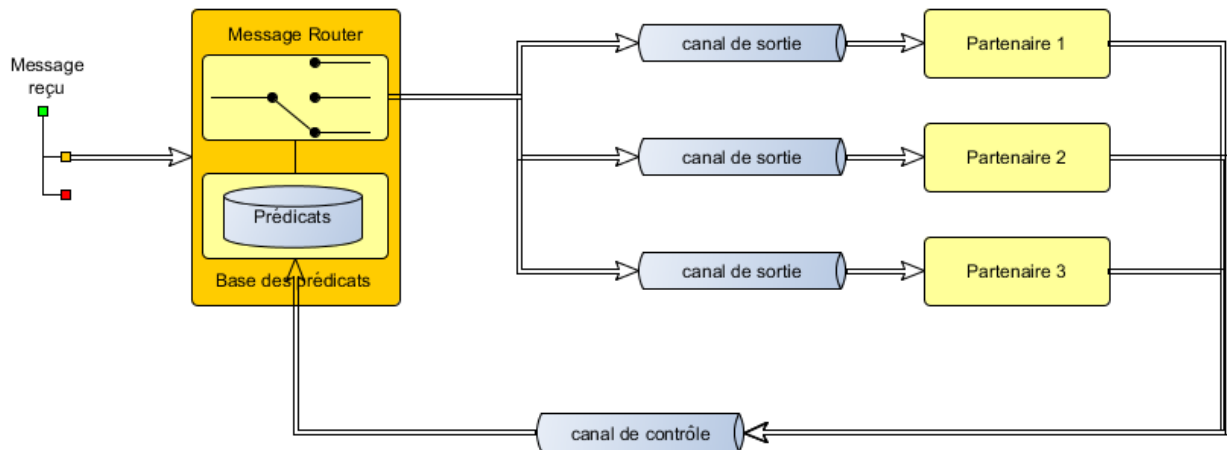 Message Router
Message
reçu
Prédicats
Base des prédicats
canal de sortie
Partenaire 1
canal de sortie
Partenaire 2
canal de sortie
Partenaire 3
canal de contrôle